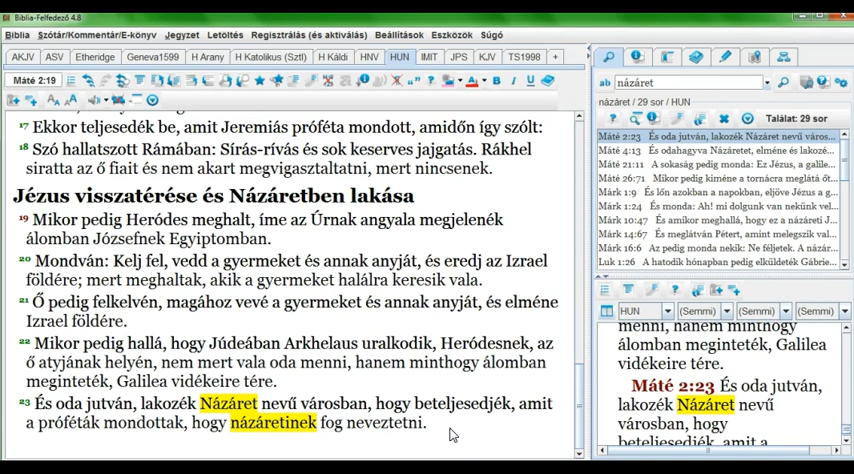 Biblia-Felfedező 4.8
Biblia Szótár/Kommentár/E-könyv Jegyzet Letöltés Regisztrálás (és aktiválás) Beállítások Eszközök Súgó
AKJV ASV Etheridge Geneva1599 H Arany H Katolikus (Sztl) H Káldi HNV HUN IMIT JPS KJV TS1998 +
Máté 2:19
17 Ekkor teljesedék be, amit Jeremiás próféta mondott, amidőn így szólt:
18 Szó hallatszott Rámában: Sírás-rívás és sok keserves jajgatás. Rákhel
siratta az ő fiait és nem akart megvigasztaltatni, mert nincsenek.
Jézus visszatérése és Názáretben lakása
19 Mikor pedig Heródes meghalt, íme az Úrnak angyala megjelenék
álomban Józsefnek Egyiptomban.
20 Mondván: Kelj fel, vedd a gyermeket és annak anyját, és eredj az Izrael
földére; mert meghaltak, akik a gyermeket halálra keresik vala.
21 Ő pedig felkelvén, magához vevé a gyermeket és annak anyját, és elméne
Izrael földére.
22 Mikor pedig hallá, hogy Júdeában Arkhelaus uralkodik, Heródesnek, az
ő atyjának helyén, nem mert vala oda menni, hanem minthogy álomban
megintették, Galilea vidékeire tére.
23 És oda jutván, lakozék Názáret nevű városban, hogy beteljesedjék, amit
a próféták mondottak, hogy názáretinek fog neveztetni.
ab názáret
názáret / 29 sor / HUN
Találat: 29 sor
Máté 2:23 És oda jutván, lakozék Názáret nevű város...
Máté 4:13 És odahagyva Názáretet, elméne és lakozé...
Máté 21:11 A sokaság pedig monda: Ez Jézus, a galile...
Máté 26:71 Mikor pedig kiméne a tornácra meglátá őt...
Márk 1:9 És lőn azokban a napokban, eljöve Jézus a g...
Márk 1:24 És monda: Ah! mi dolgunk van nekünk vel...
Márk 10:47 És amikor meghallá, hogy ez a názáreti J...
Márk 14:67 És meglátván Pétert, amint melegszik val...
Márk 16:6 Az pedig monda nekik: Ne féljetek. A názár...
Luk 1:26 A hatodik hónapban pedig elküldeték Gábrie...
HUN (Semmi) (Semmi) (Semmi)
menni, hanem minthogy
álomban megintették, Galilea
vidékeire tére.
Máté 2:23 És oda jutván,
lakozék Názáret nevű
városban, hogy
beteljesedjék, amit a